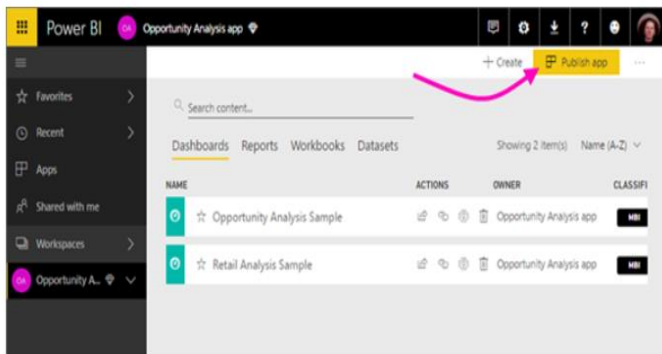 Power BI OA Opportunity Analysis app ?
+ Create Publish app ...
Favorites
Recent
Apps
Shared with me
Workspaces
OA Opportunity A...
Search content...
Dashboards Reports Workbooks Datasets Showing 2 item(s) Name (A-Z)
NAME ACTIONS OWNER CLASSIFI
Opportunity Analysis Sample Opportunity Analysis app MBI
Retail Analysis Sample Opportunity Analysis app MBI